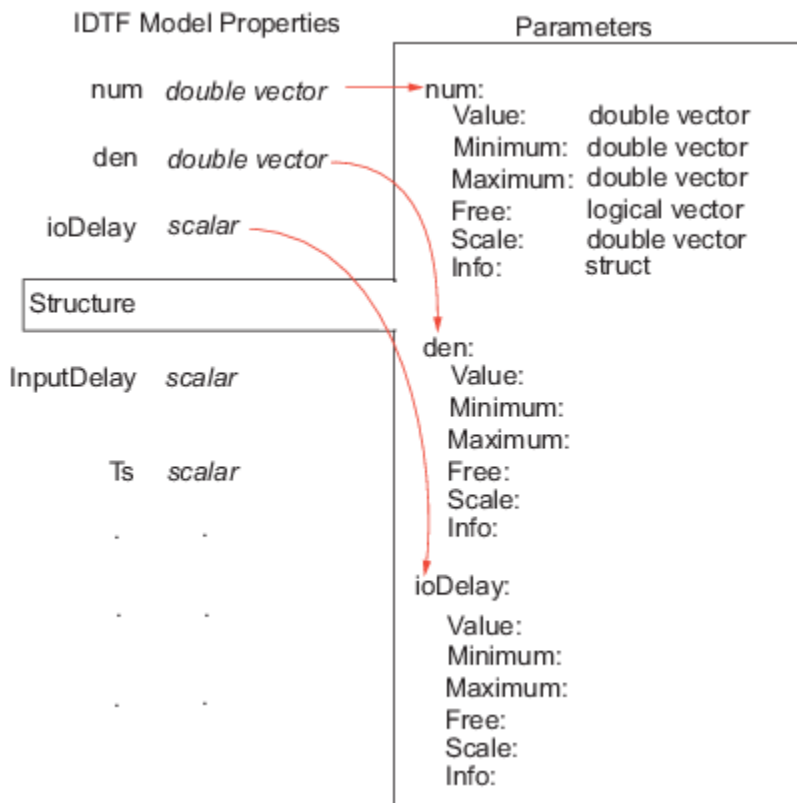 IDTF Model Properties
num double vector
den double vector
ioDelay scalar
Structure
InputDelay scalar
Ts scalar
. .
. .
. .
Parameters
num:
Value: double vector
Minimum: double vector
Maximum: double vector
Free: logical vector
Scale: double vector
Info: struct
den:
Value:
Minimum:
Maximum:
Free:
Scale:
Info:
ioDelay:
Value:
Minimum:
Maximum:
Free:
Scale:
Info: